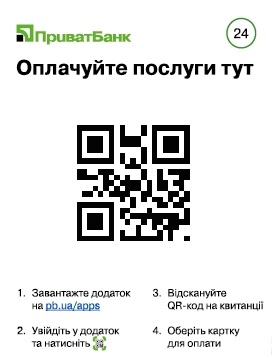 ПриватБанк
24
Оплачуйте послуги тут
1. Завантажте додаток
на pb.ua/apps
2. Увійдіть у додаток
та натисніть
3. Відскануйте
QR-код на квитанції
4. Оберіть картку
для оплати